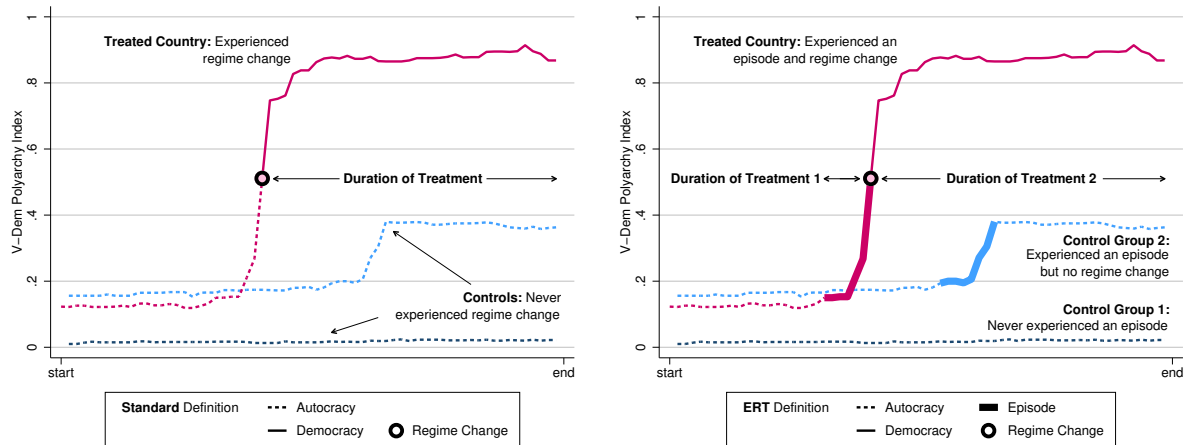 V-Dem Polyarchy Index
1
.8
.6
.4
.2
0
Treated Country: Experienced
regime change
Duration of Treatment
Controls: Never
experienced regime change
start
end
Standard Definition
Autocracy
Democracy
Regime Change
V-Dem Polyarchy Index
1
.8
.6
.4
.2
0
Treated Country: Experienced an
episode and regime change
Duration of Treatment 1
Duration of Treatment 2
Control Group 2:
Experienced an episode
but no regime change
Control Group 1:
Never experienced an episode
start
end
ERT Definition
Autocracy
Episode
Democracy
Regime Change